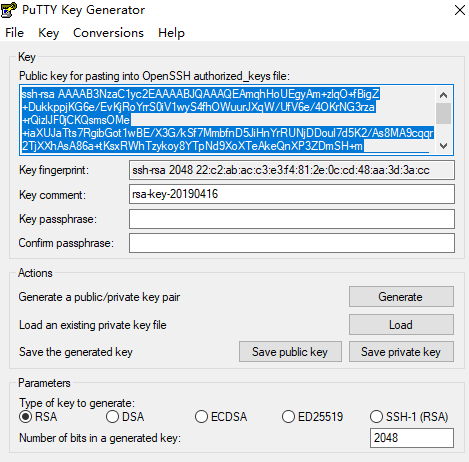 PuTTY Key Generator
File Key Conversions Help
Key
Public key for pasting into OpenSSH authorized_keys file:
ssh-rsa AAAAB3NzaC1yc2EAAAABJQAAAQEAmqhHoUEgyAm+zlqO+fBigZ
+DukkppjKG6e/EvKjRoYrrS0iV1wyS4fhOWuurJXqW/UfV6e/4OKrNG3rza
+rQizlJF0jCKQsmsOMe
+iaXUJaTts7RgibGot1wBE/X3G/kSf7MmbfnD5JiHnYrRUNjDDouI7d5K2/As8MA9cqqr
2TjXXhAsA86a+tKsxRWhTzykoy8YTpNd9XoXTeAkeQnXP3ZDmSH+m
Key fingerprint: ssh-rsa 2048 22:c2:ab:ac:c3:e3:f4:81:2e:0c:cd:48:aa:3d:3a:cc
Key comment: rsa-key-20190416
Key passphrase:
Confirm passphrase:
Actions
Generate a public/private key pair Generate
Load an existing private key file Load
Save the generated key Save public key Save private key
Parameters
Type of key to generate:
RSA DSA ECDSA ED25519 SSH-1 (RSA)
Number of bits in a generated key: 2048